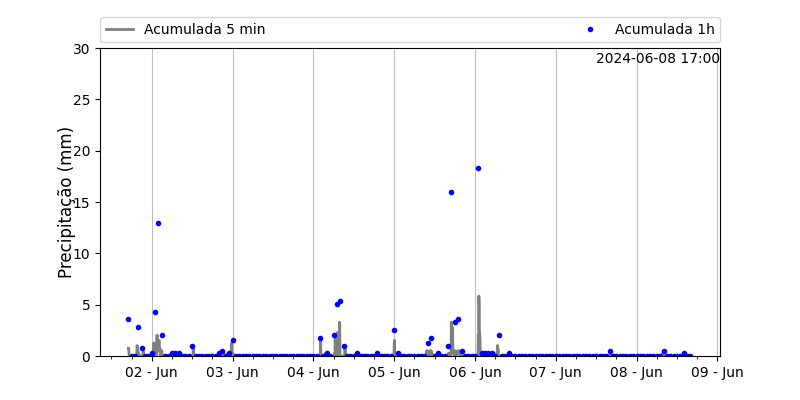 Acumulada 5 min Acumulada 1h
2024-06-08 17:00
Precipitação (mm)
30
25
20
15
10
5
0
02 - Jun 03 - Jun 04 - Jun 05 - Jun 06 - Jun 07 - Jun 08 - Jun 09 - Jun